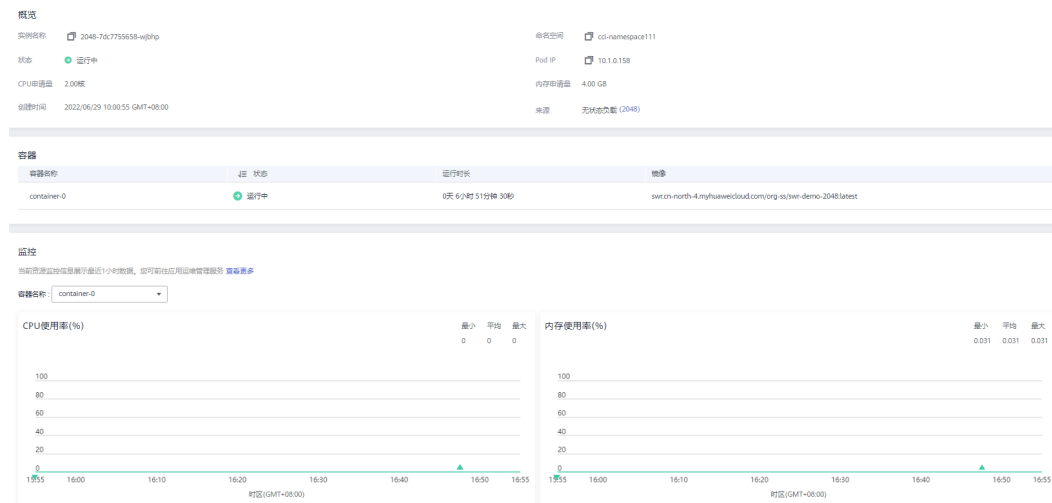 概览
实例名称 2048-7dc7755658-wjbhp 命名空间 cci-namespace111
状态 运行中 Pod IP 10.1.0.158
CPU申请量 2.00核 内存申请量 4.00 GB
创建时间 2022/06/29 10:00:55 GMT+08:00 来源 无状态负载 (2048)
容器
容器名称 状态 运行时长 镜像
container-0 运行中 0天 6小时 51分钟 30秒 swr.cn-north-4.myhuaweicloud.com/org-ss/swr-demo-2048:latest
监控
当前资源监控信息展示最近1小时数据，您可前往应用运维管理服务 查看更多
容器名称 : container-0
CPU使用率(%) 最小 平均 最大
0 0 0
100
80
60
40
20
0
15:55 16:00 16:10 16:20 16:30 16:40 16:50 16:55
时区(GMT+08:00)
内存使用率(%) 最小 平均 最大
0.031 0.031 0.031
100
80
60
40
20
0
15:55 16:00 16:10 16:20 16:30 16:40 16:50 16:55
时区(GMT+08:00)